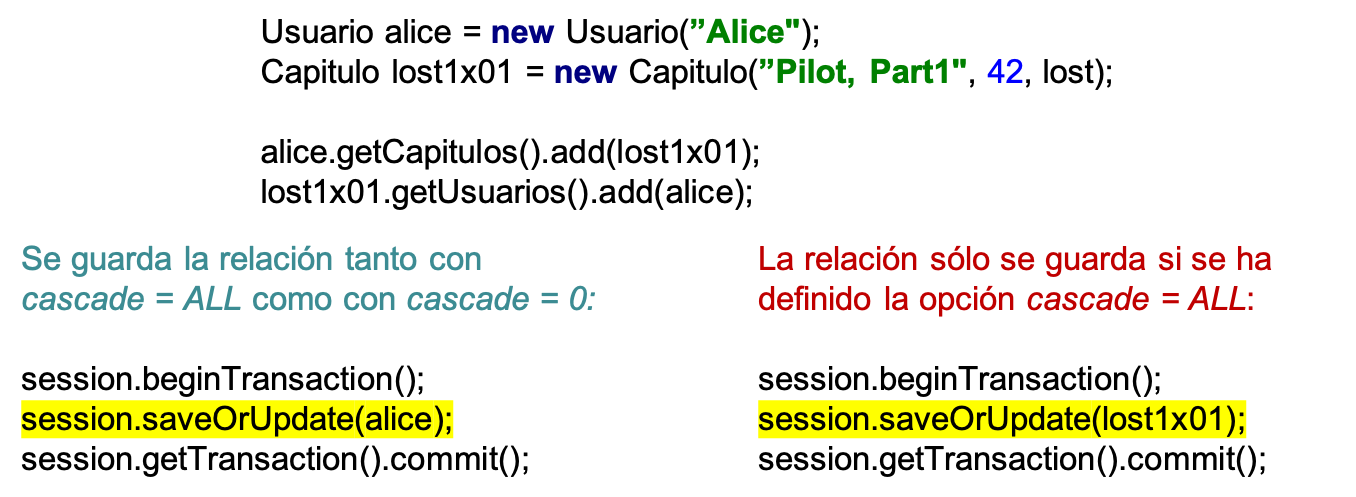 Usuario alice = new Usuario(”Alice");
Capitulo lost1x01 = new Capitulo(”Pilot, Part1", 42, lost);
alice.getCapitulos().add(lost1x01);
lost1x01.getUsuarios().add(alice);
Se guarda la relación tanto con
cascade = ALL como con cascade = 0:
session.beginTransaction();
session.saveOrUpdate(alice);
session.getTransaction().commit();
La relación sólo se guarda si se ha
definido la opción cascade = ALL:
session.beginTransaction();
session.saveOrUpdate(lost1x01);
session.getTransaction().commit();